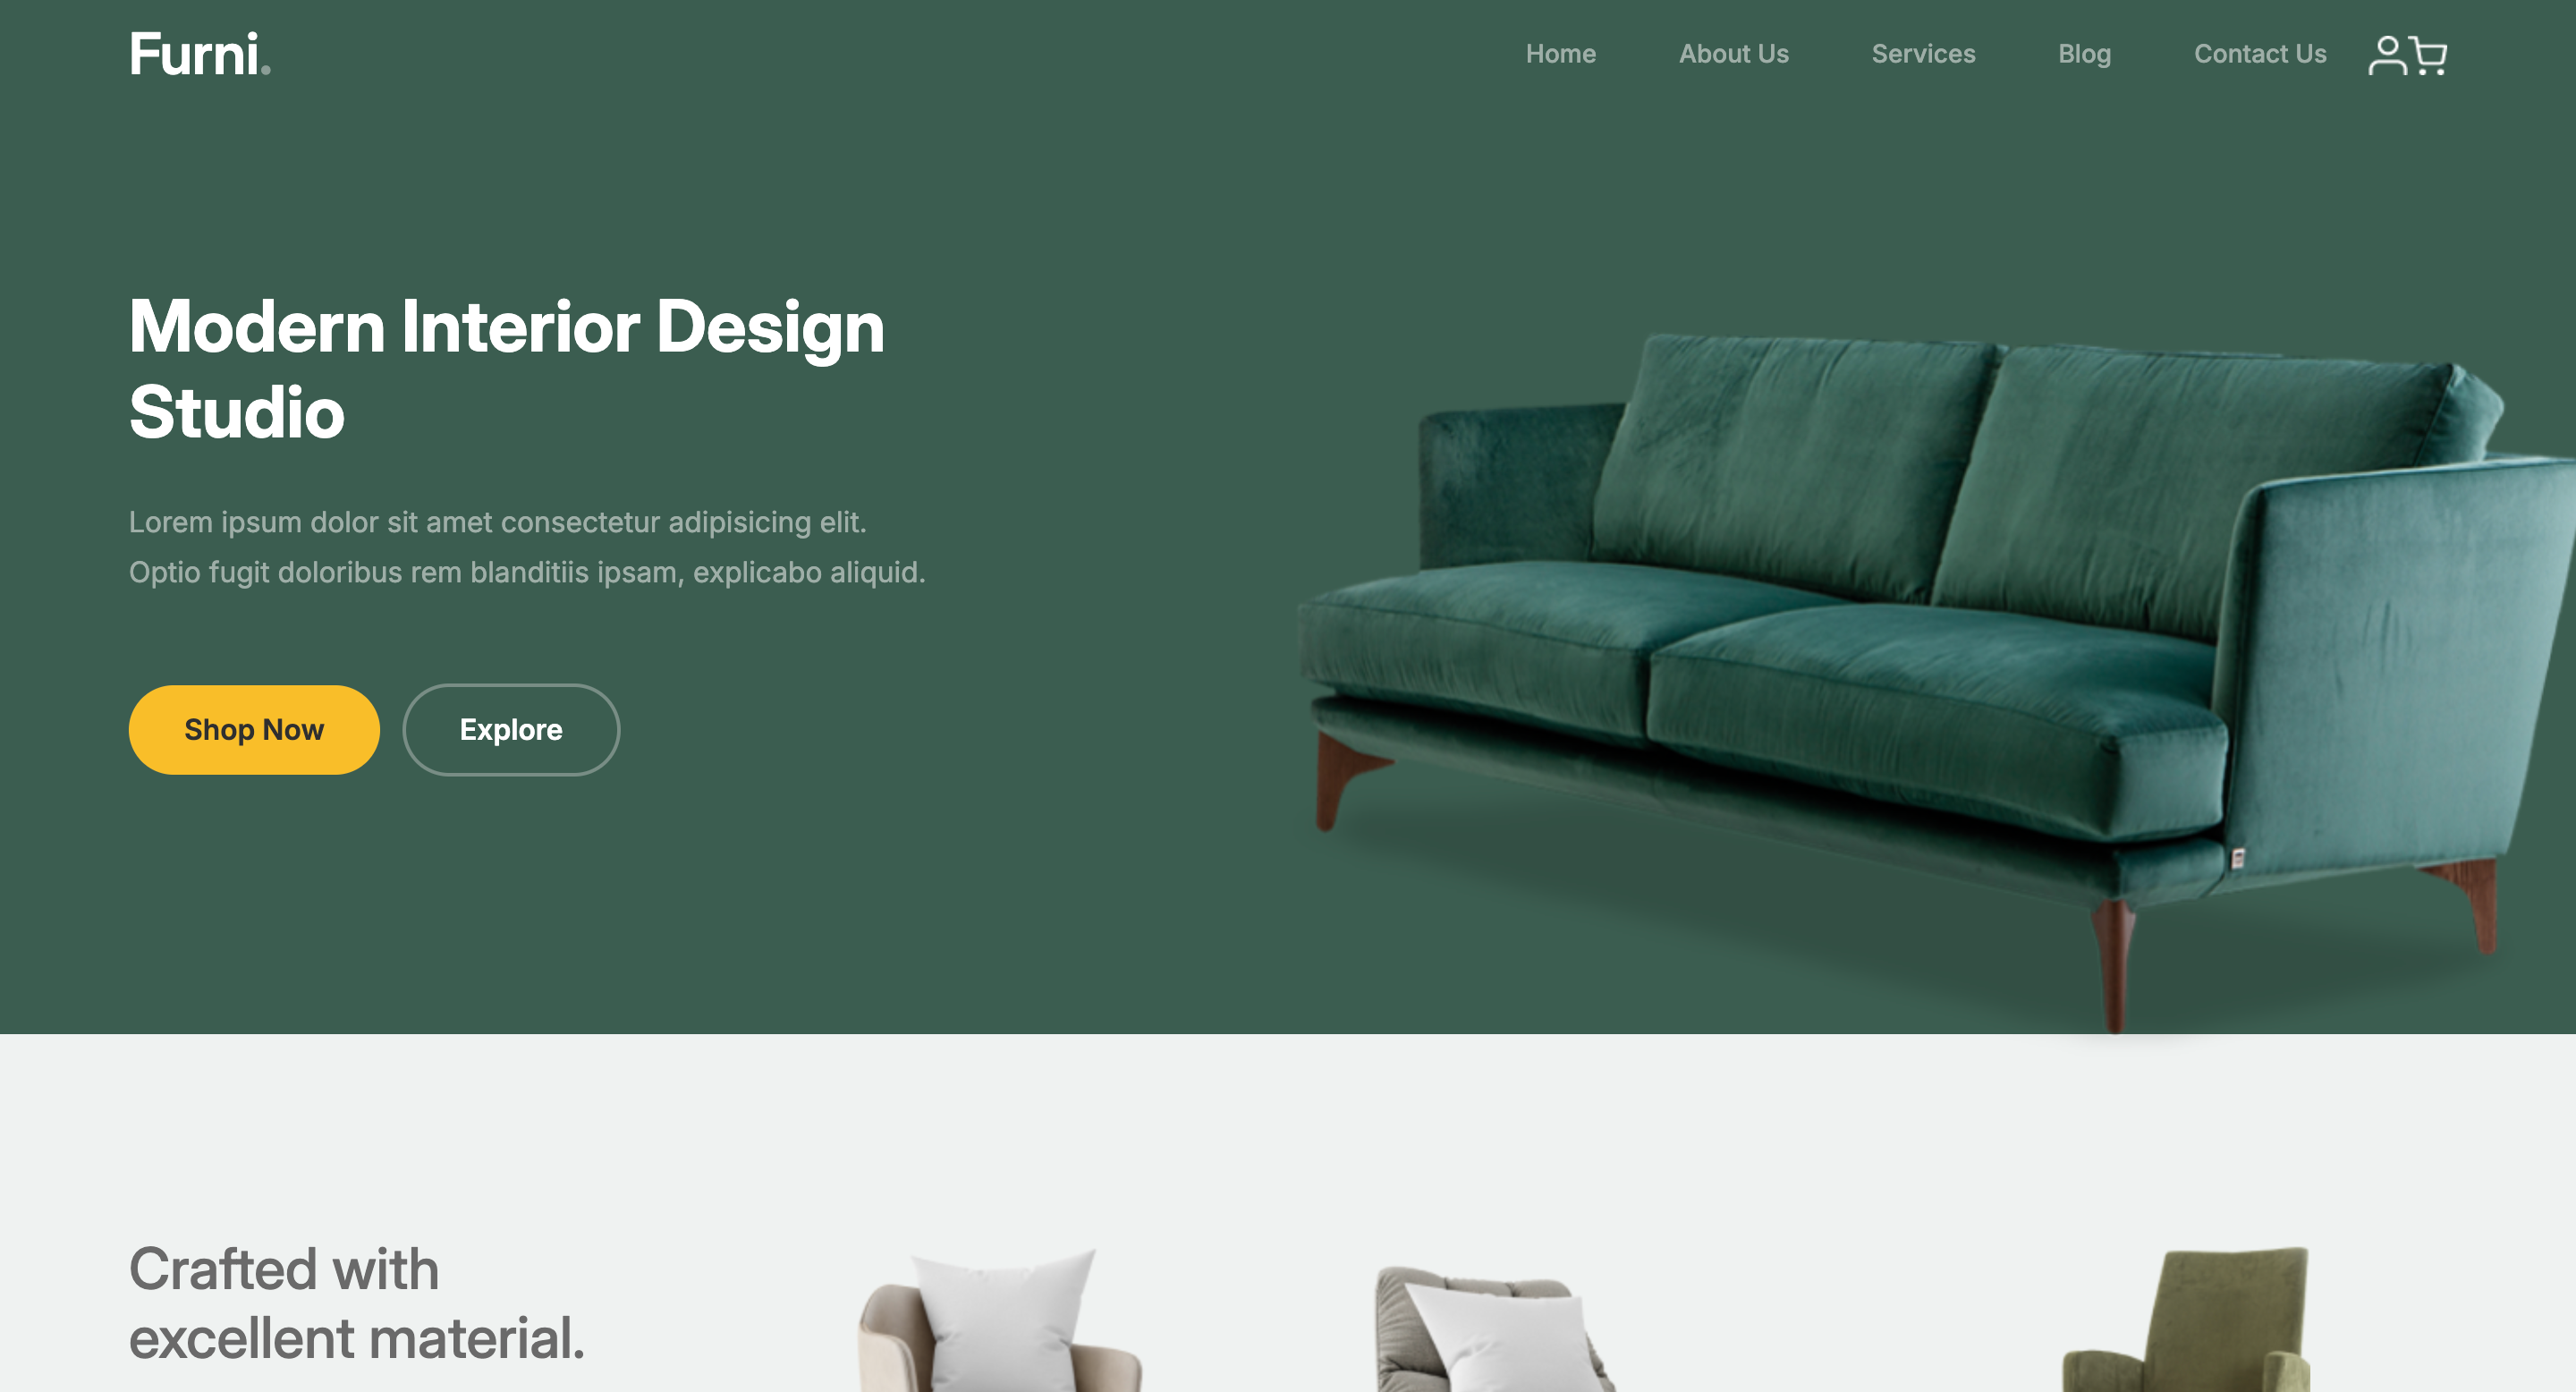 Furni.
Home About Us Services Blog Contact Us
Modern Interior Design
Studio
Lorem ipsum dolor sit amet consectetur adipisicing elit.
Optio fugit doloribus rem blanditiis ipsam, explicabo aliquid.
Shop Now Explore
Crafted with
excellent material.